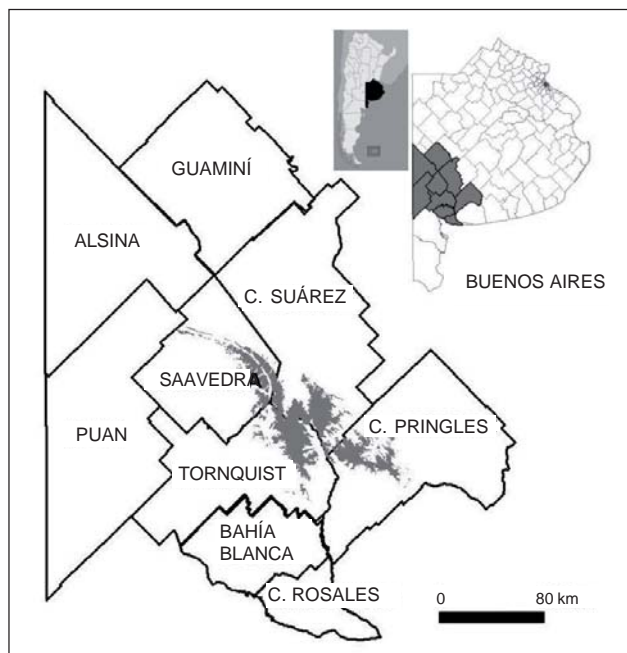 GUAMINÍ
ALSINA
BUENOS AIRES
C. SUÁREZ
SAAVEDRA
C. PRINGLES
PUAN
TORNQUIST
BAHÍA
BLANCA
C. ROSALES
0 80 km